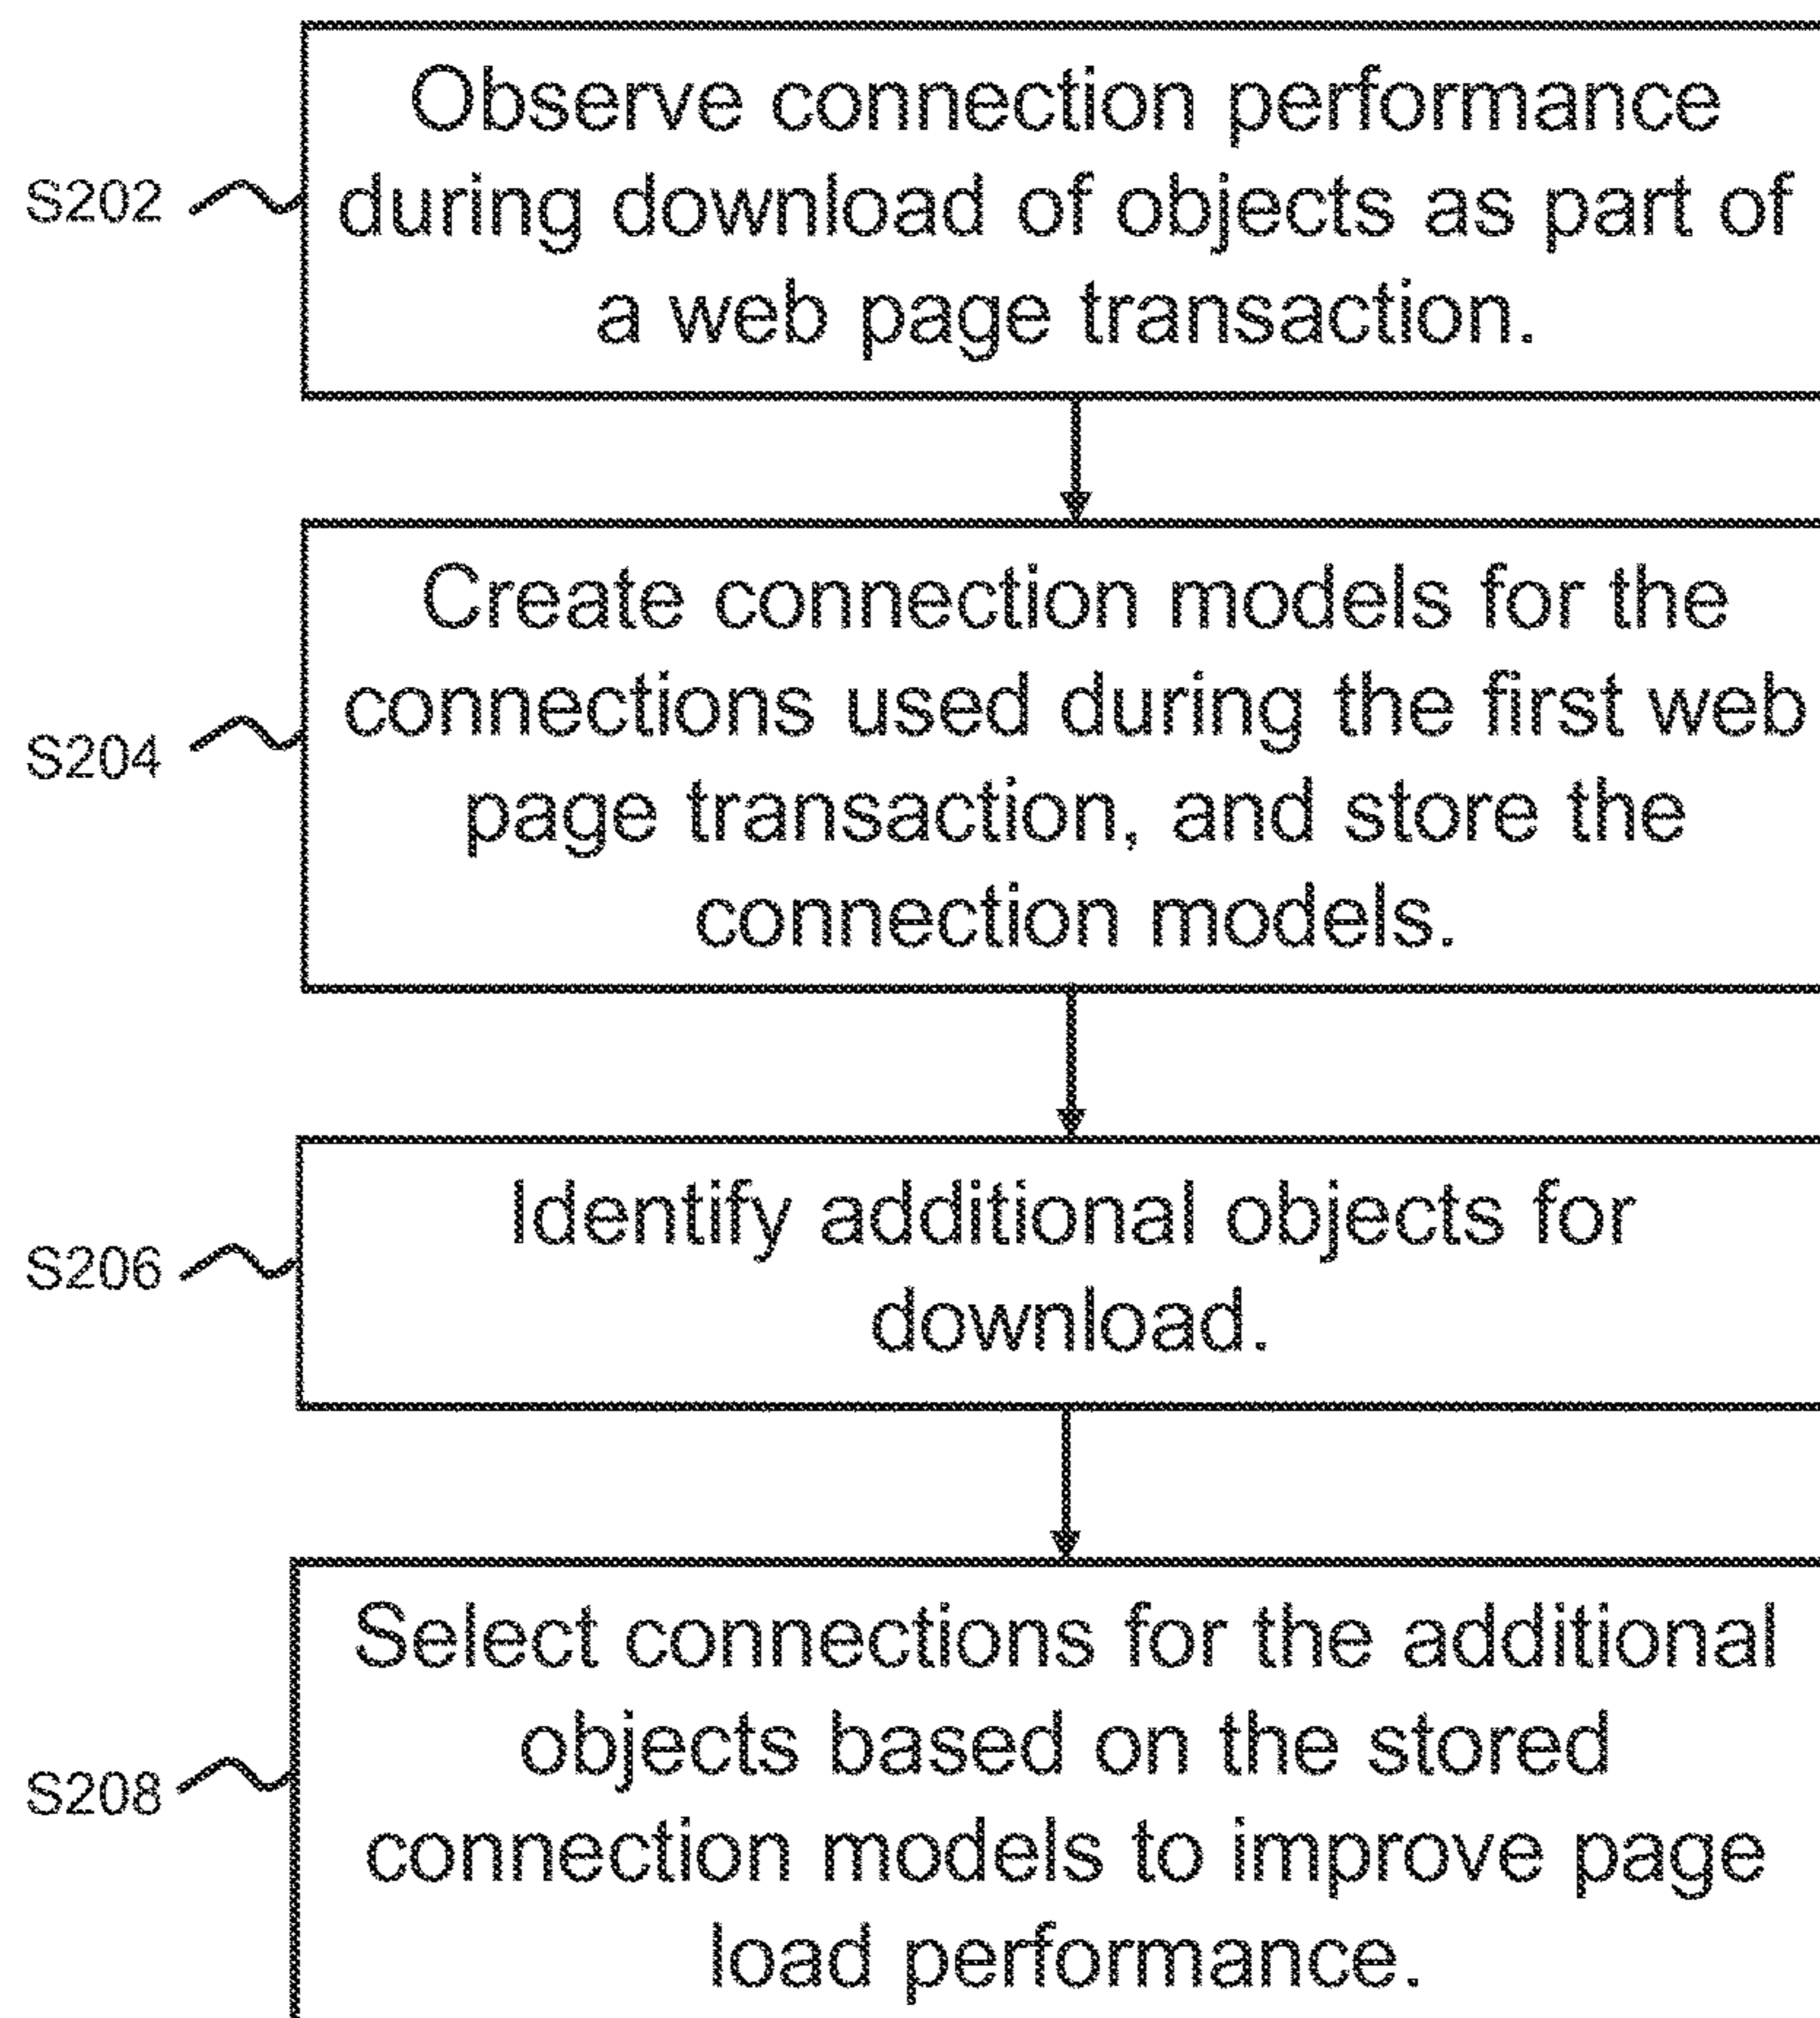 Observe connection performance
S202
during download of objects as part of
a web page transaction.
Create connection models for the
connections used during the first web
S204
page transaction, and store the
connection models.
Identify additional objects for
S206
download.
Select connections for the additional
objects based on the stored
S208
connection models to improve page
load performance.